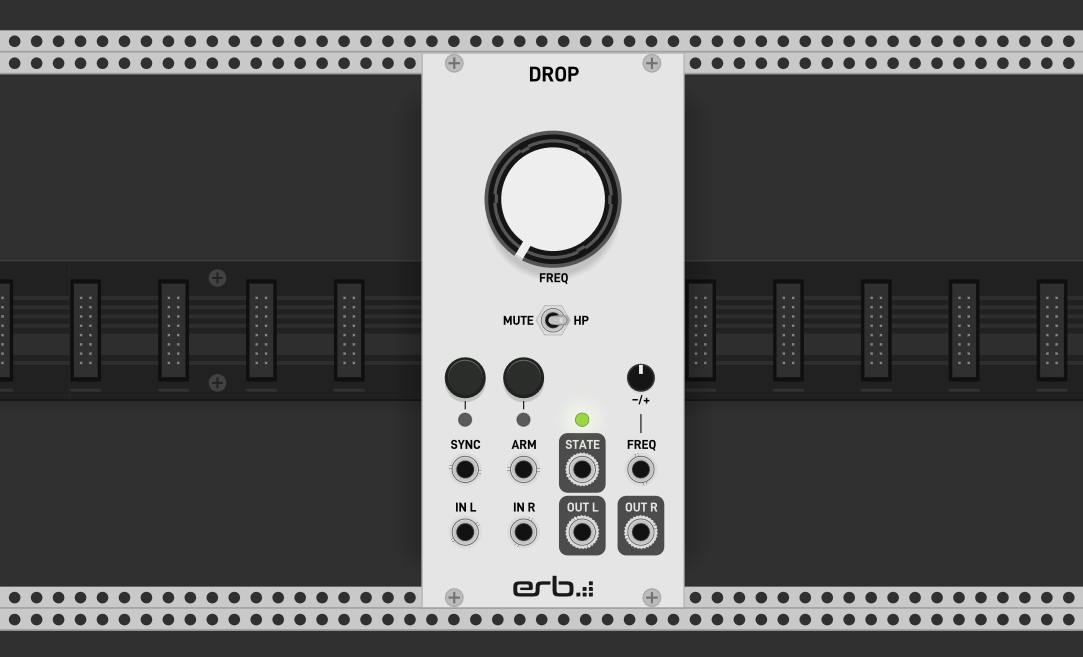 DROP
FREQ
MUTE HP
−/+
SYNC ARM STATE FREQ
IN L IN R OUT L OUT R
erb